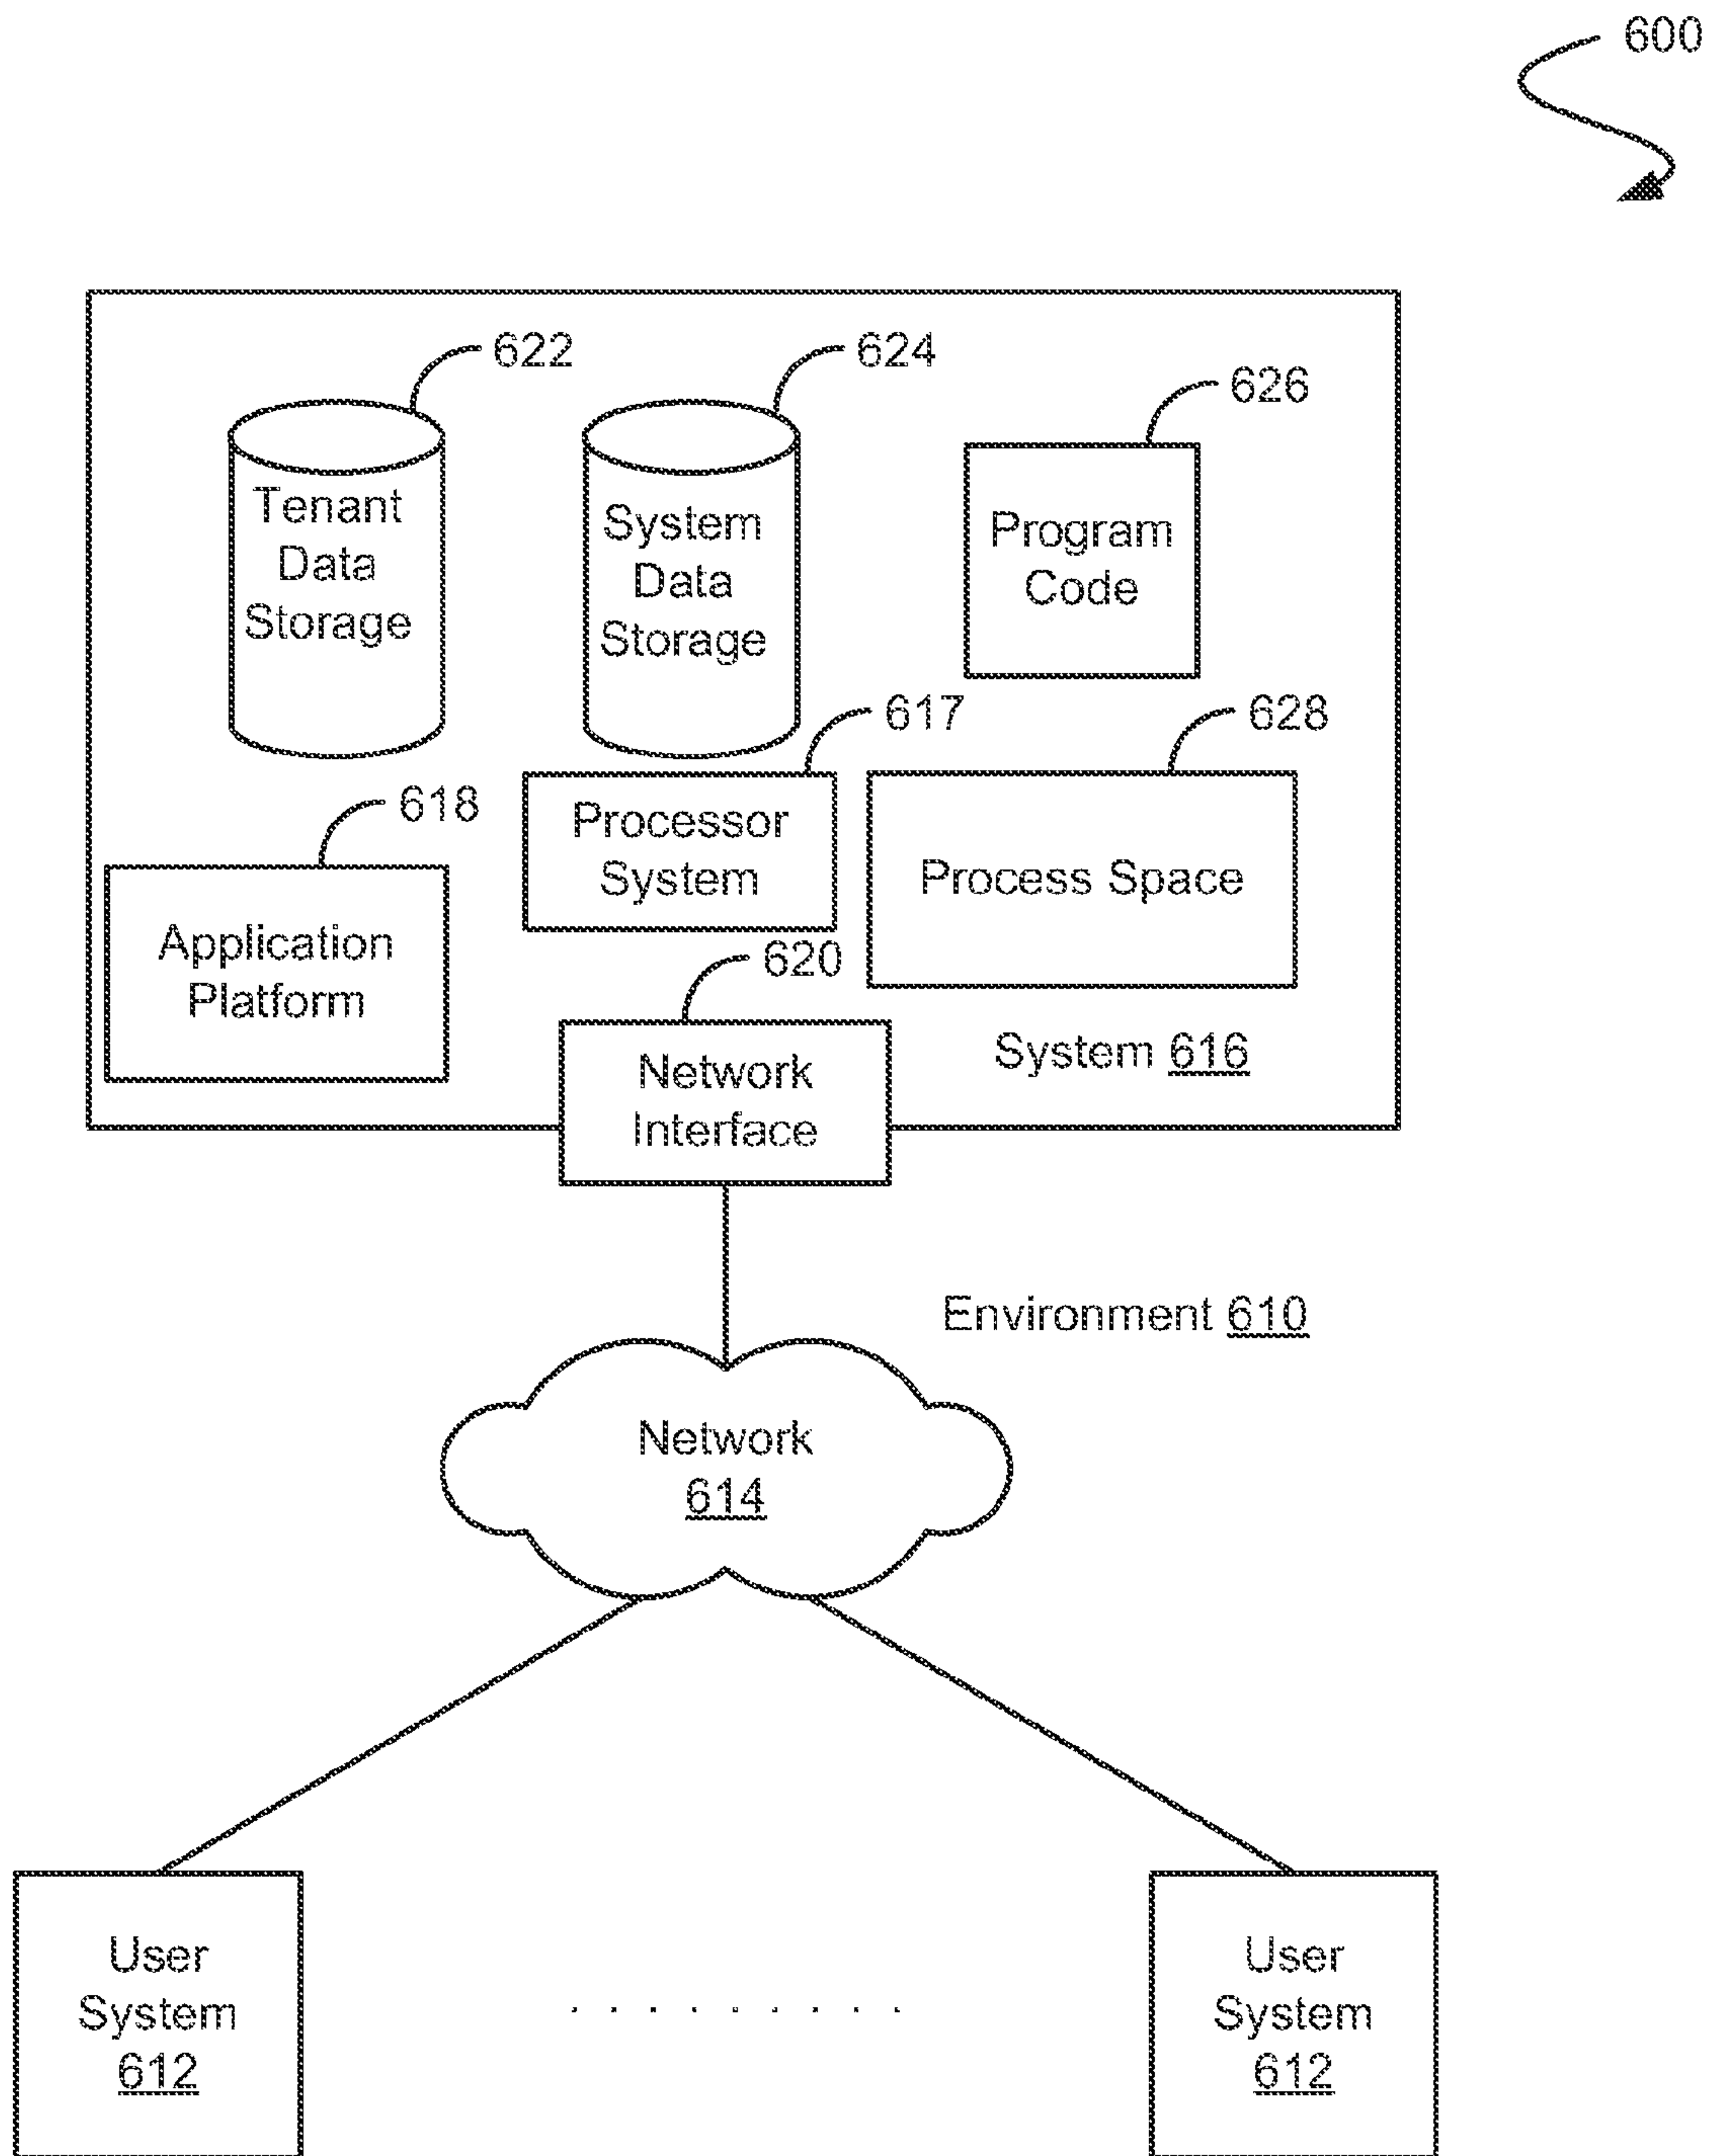 600
622
624
626
Tenant
Data
Storage
System
Data
Storage
Program
Code
617
628
618
Processor
System
Process Space
Application
Platform
620
Network
Interface
System 616
Environment 610
Network
614
User
System
612
User
System
612